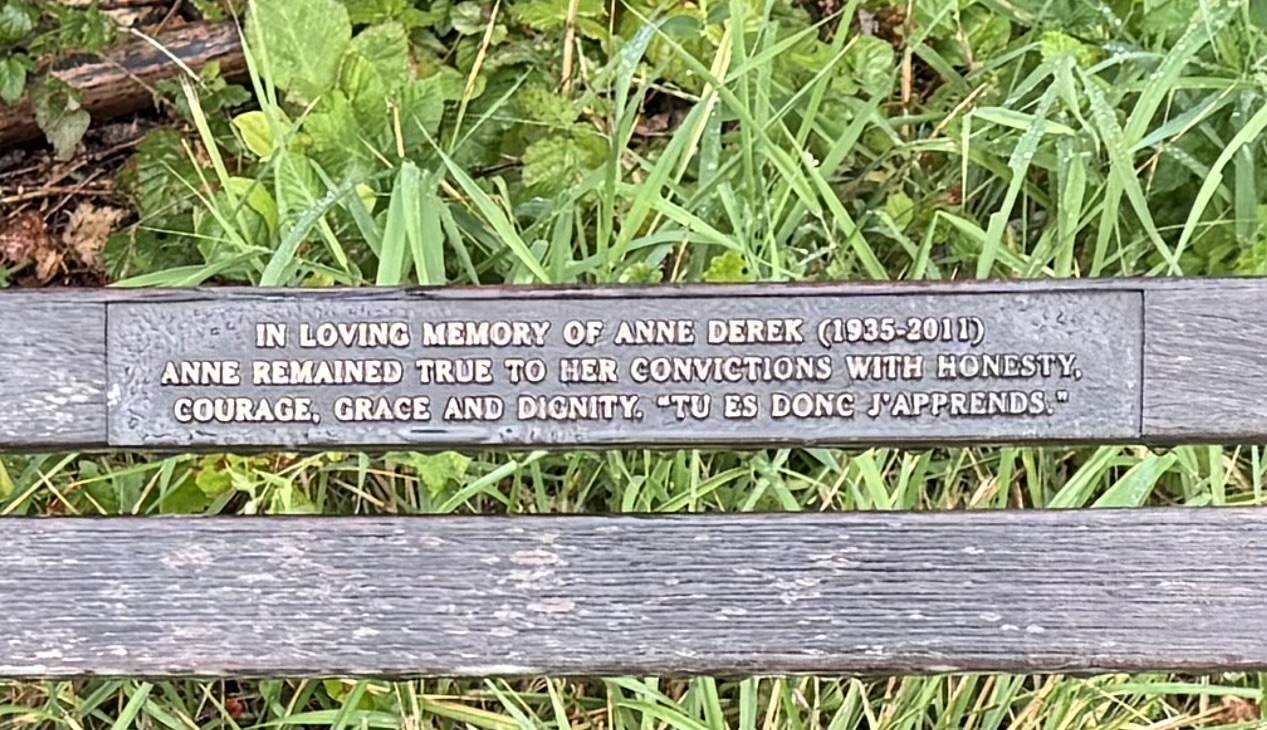 IN LOVING MEMORY OF ANNE DEREK (1935-2011)
ANNE REMAINED TRUE TO HER CONVICTIONS WITH HONESTY,
COURAGE, GRACE AND DIGNITY. "TU ES DONC J'APPRENDS."